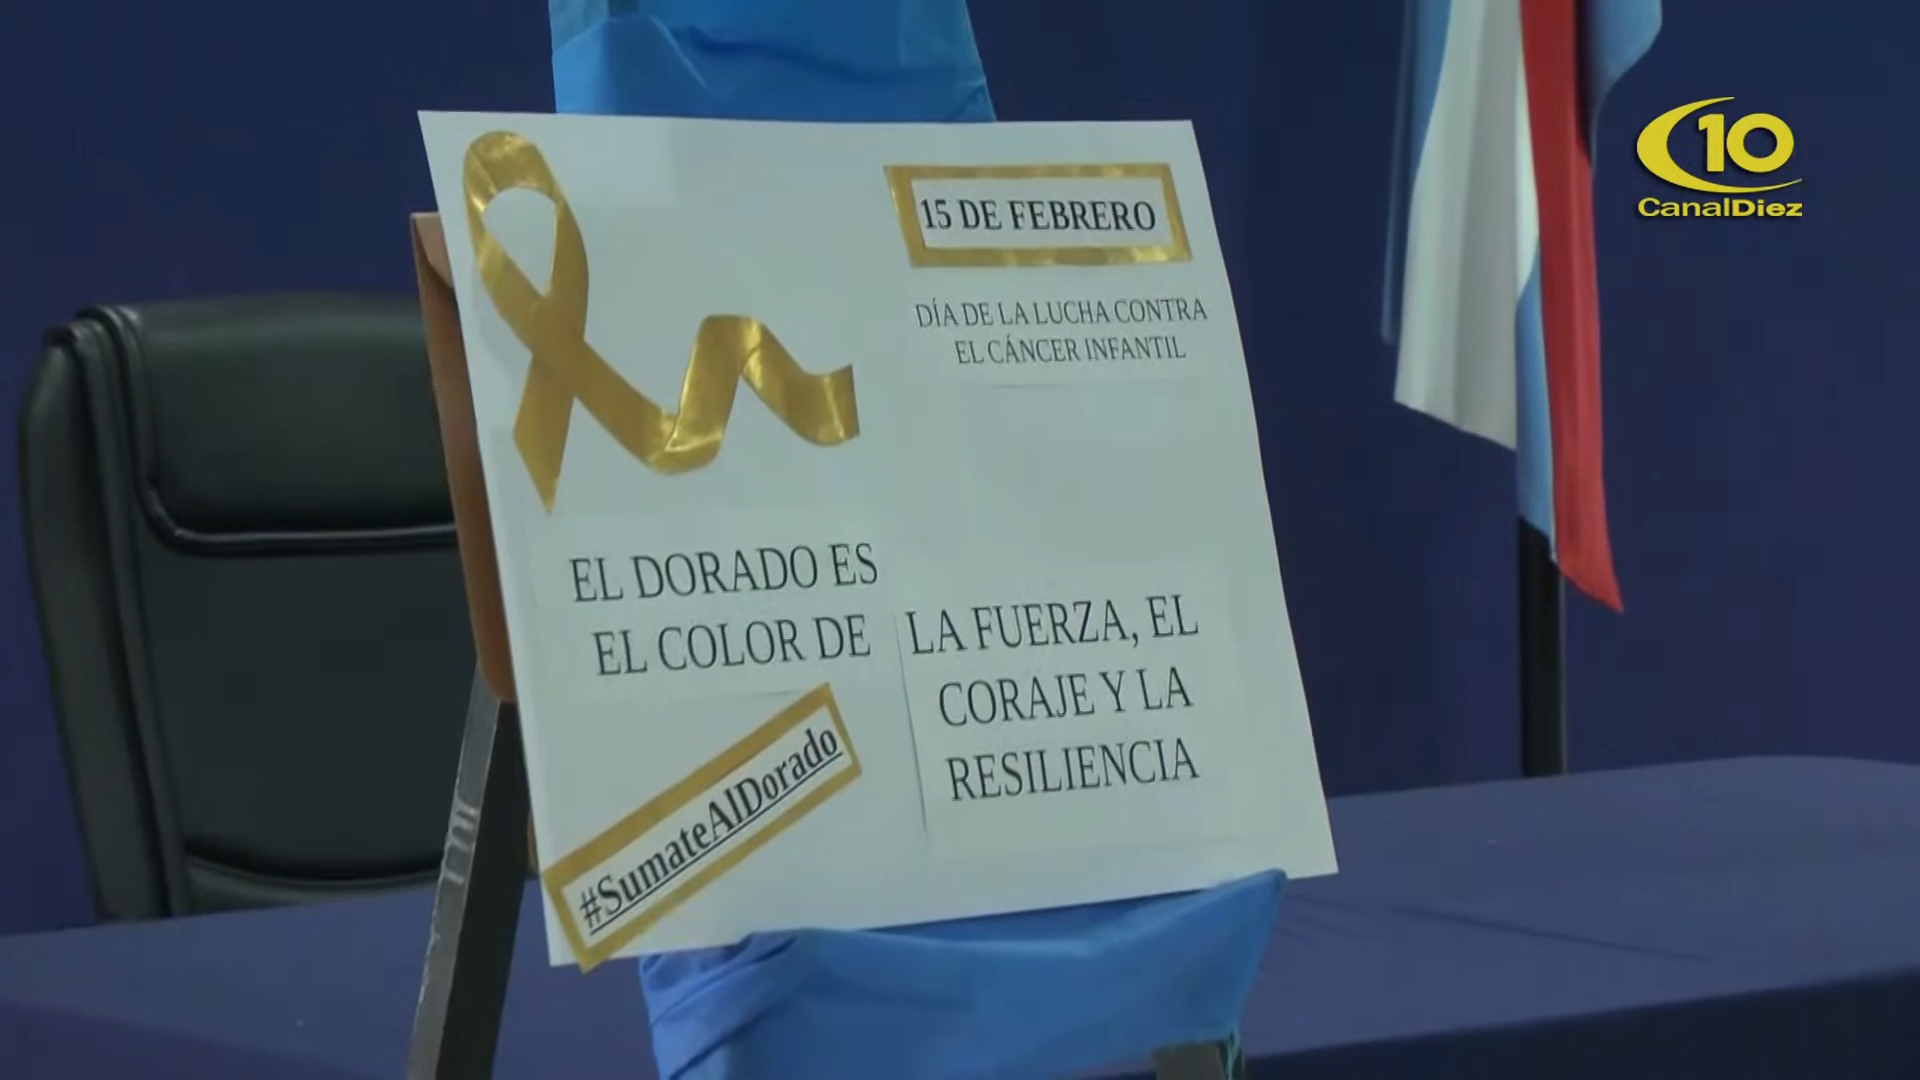 15 DE FEBRERO
DÍA DE LA LUCHA CONTRA
EL CÁNCER INFANTIL
EL DORADO ES
EL COLOR DE
LA FUERZA, EL
CORAJE Y LA
RESILIENCIA
#SumateAlDorado
10
CanalDiez